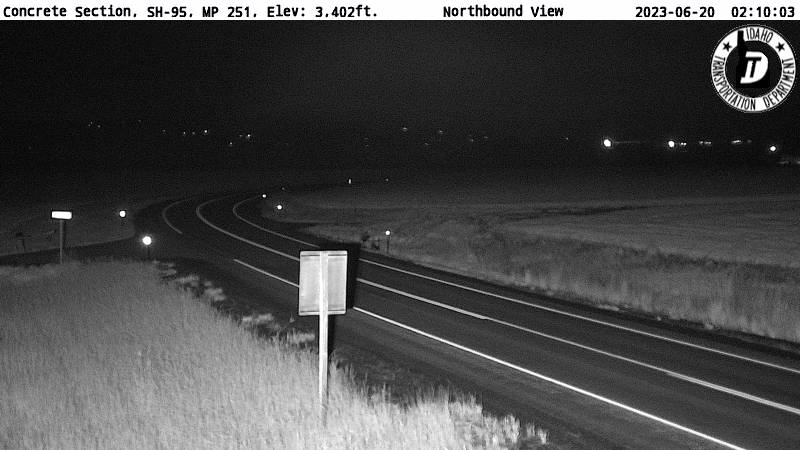 Concrete Section, SH-95, MP 251, Elev: 3,402ft. Northbound View 2023-06-20 02:10:03
IDAHO
TRANSPORTATION DEPARTMENT